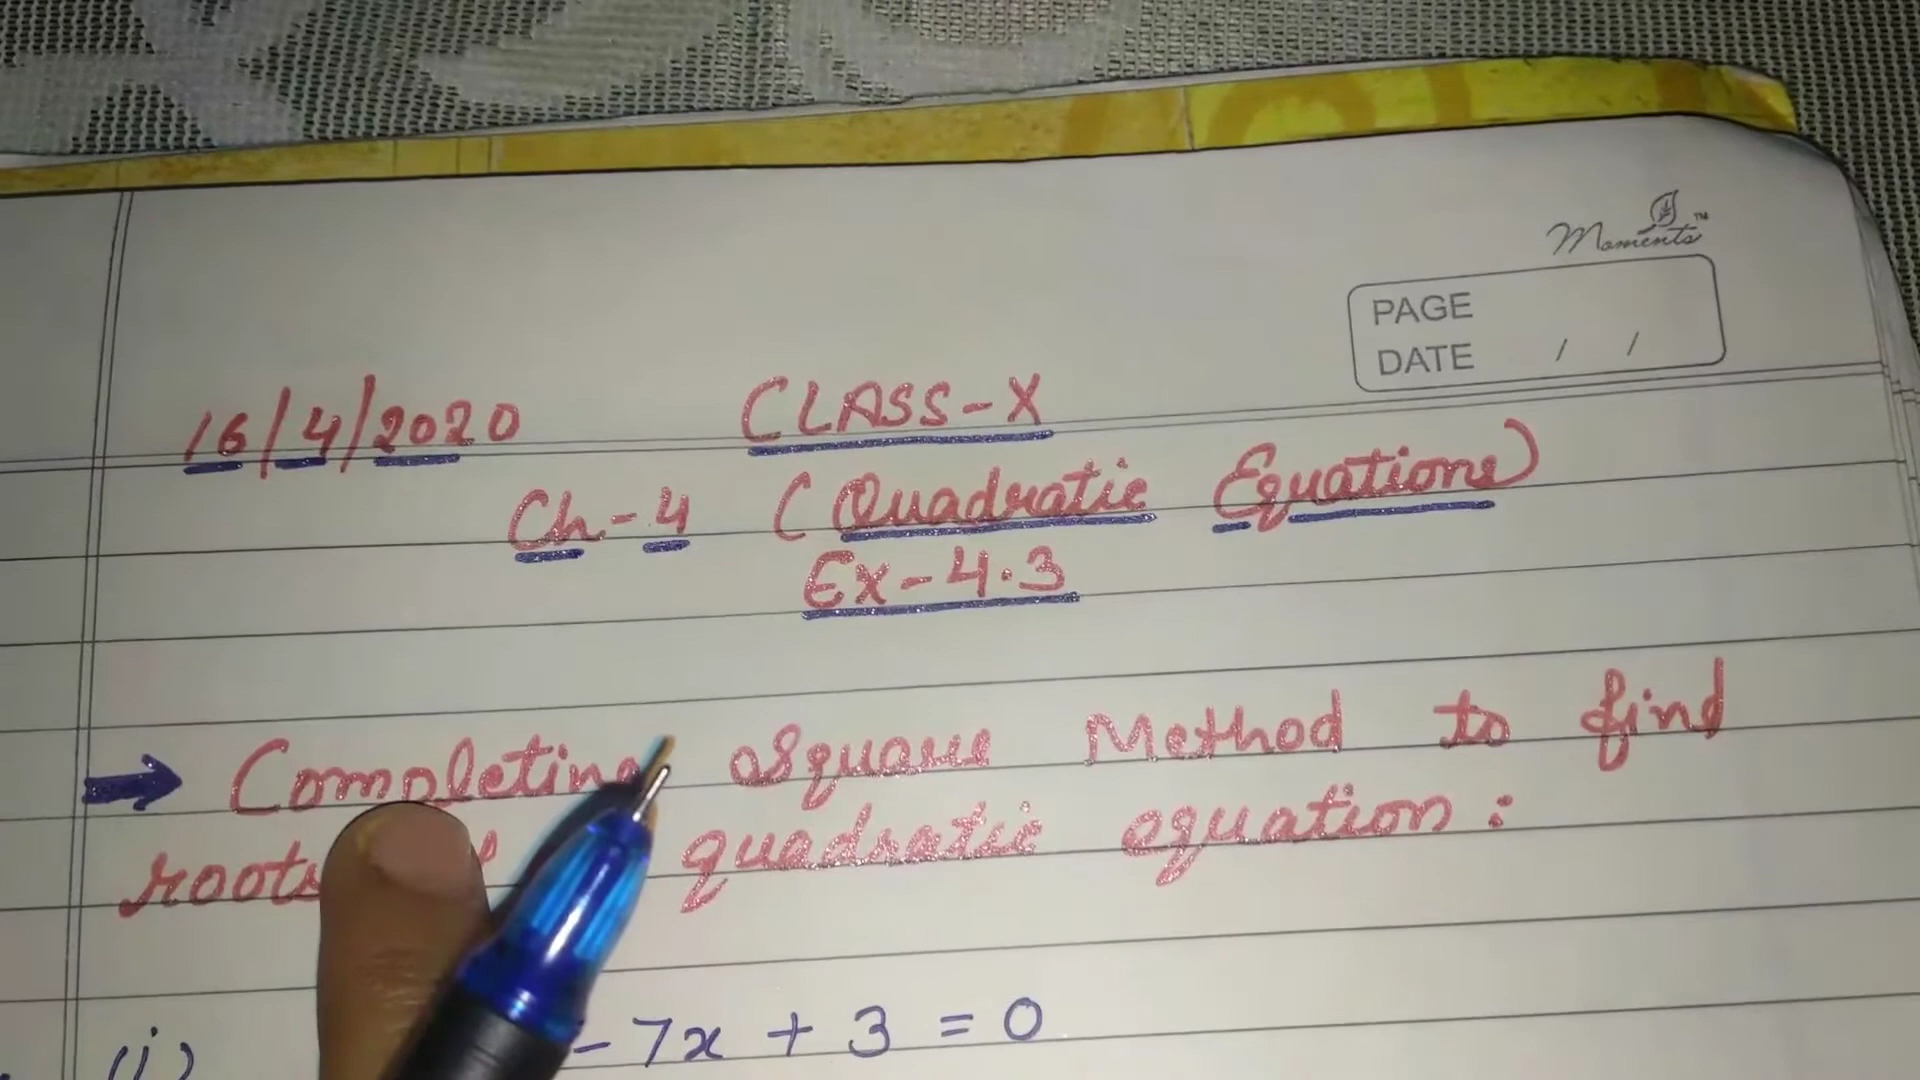 Moments TM
PAGE
DATE / /
16/4/2020 CLASS-X
Ch-4 (Quadratic Equations)
Ex-4.3
→ Completing Square Method to find
roots quadratic equation:
(i) - 7x + 3 = 0